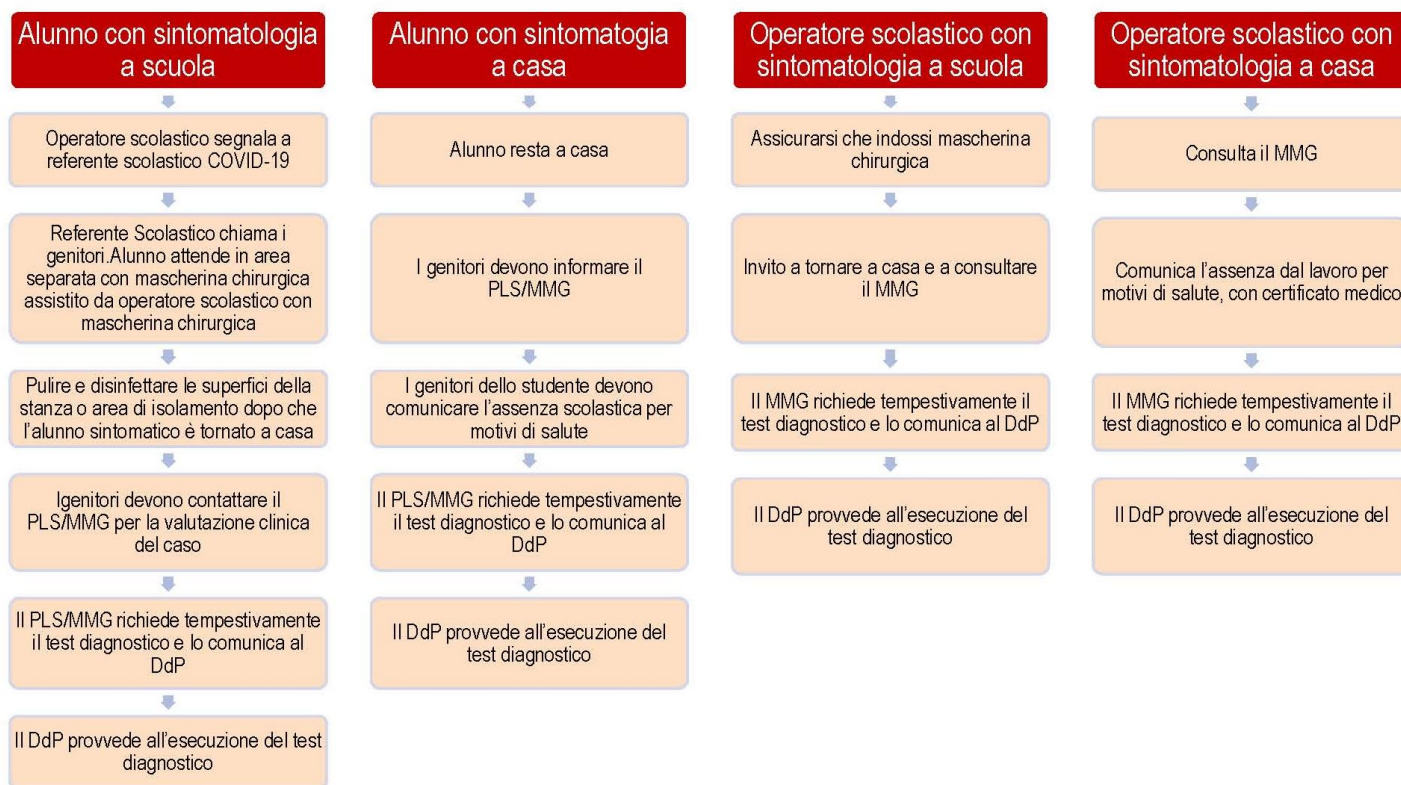 Alunno con sintomatologia
a scuola
Operatore scolastico segnala a
referente scolastico COVID-19
Referente Scolastico chiama i
genitori.Alunno attende in area
separata con mascherina chirurgica
assistito da operatore scolastico con
mascherina chirurgica
Pulire e disinfettare le superfici della
stanza o area di isolamento dopo che
l'alunno sintomatico è tornato a casa
Igenitori devono contattare il
PLS/MMG per la valutazione clinica
del caso
Il PLS/MMG richiede tempestivamente
il test diagnostico e lo comunica al
DdP
Il DdP provvede all'esecuzione del test
diagnostico
Alunno con sintomatogia
a casa
Alunno resta a casa
I genitori devono informare il
PLS/MMG
I genitori dello studente devono
comunicare l'assenza scolastica per
motivi di salute
Il PLS/MMG richiede tempestivamente
il test diagnostico e lo comunica al
DdP
Il DdP provvede all'esecuzione del
test diagnostico
Operatore scolastico con
sintomatologia a scuola
Assicurarsi che indossi mascherina
chirurgica
Invito a tornare a casa e a consultare
il MMG
Il MMG richiede tempestivamente il
test diagnostico e lo comunica al DdP
Il DdP provvede all'esecuzione del
test diagnostico
Operatore scolastico con
sintomatologia a casa
Consulta il MMG
Comunica l'assenza dal lavoro per
motivi di salute, con certificato medico
Il MMG richiede tempestivamente il
test diagnostico e lo comunica al DdP
Il DdP provvede all'esecuzione del
test diagnostico